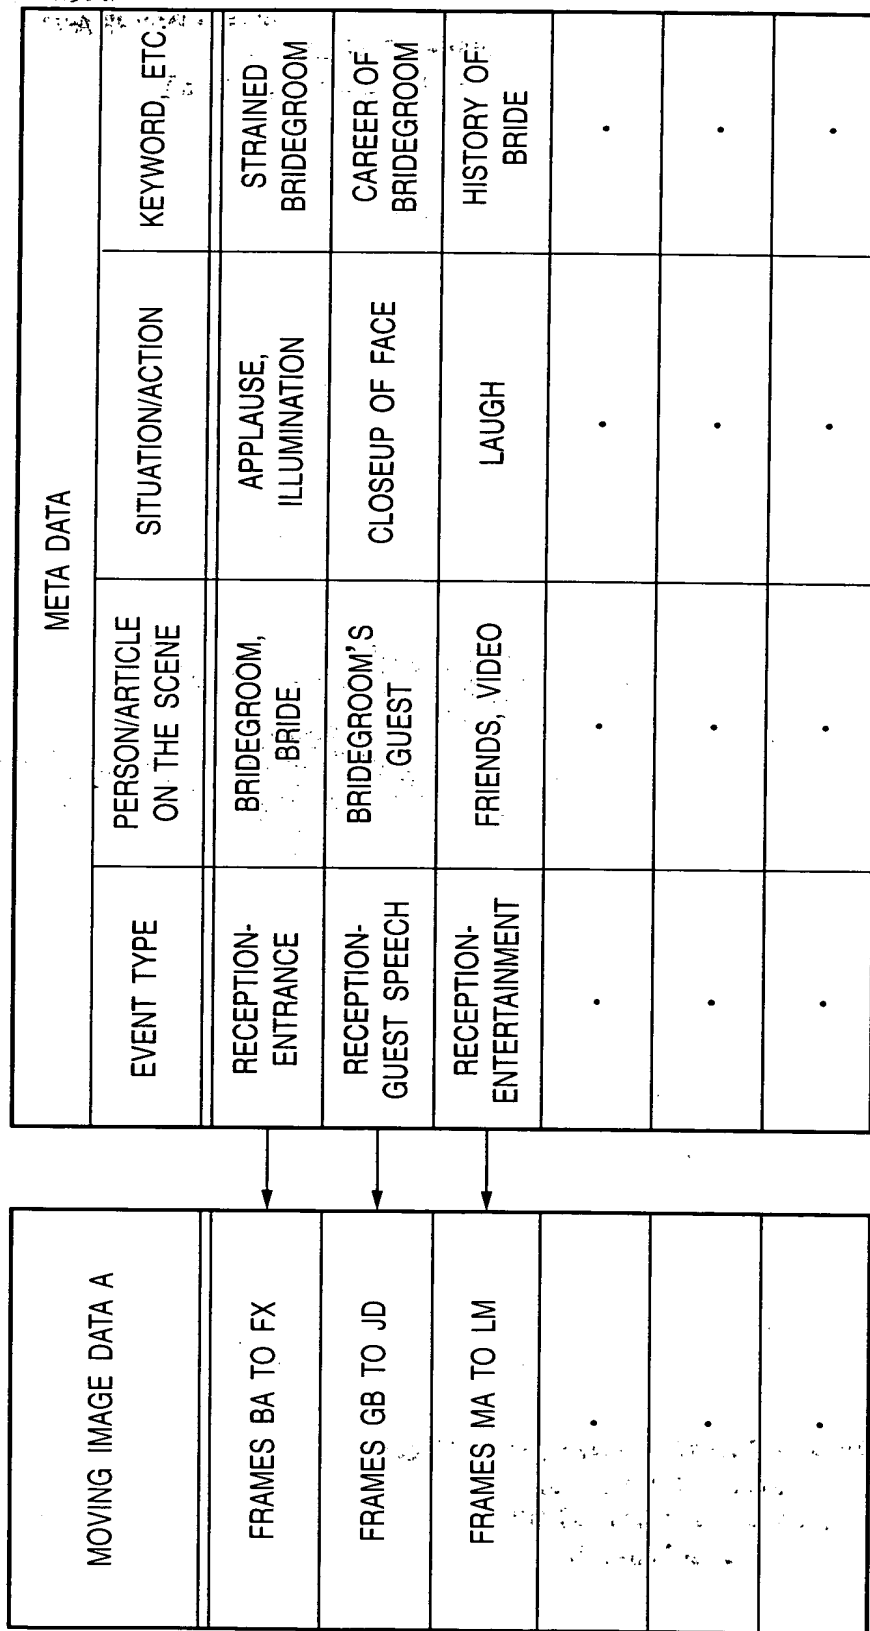 MOVING IMAGE DATA A
FRAMES BA TO FX
FRAMES GB TO JD
FRAMES MA TO LM
META DATA
EVENT TYPE
PERSON/ARTICLE
ON THE SCENE
SITUATION/ACTION
KEYWORD, ETC.
RECEPTION-
ENTRANCE
BRIDEGROOM,
BRIDE
APPLAUSE,
ILLUMINATION
STRAINED
BRIDEGROOM
RECEPTION-
GUEST SPEECH
BRIDEGROOM'S
GUEST
CLOSEUP OF FACE
CAREER OF
BRIDEGROOM
RECEPTION-
ENTERTAINMENT
FRIENDS, VIDEO
LAUGH
HISTORY OF
BRIDE